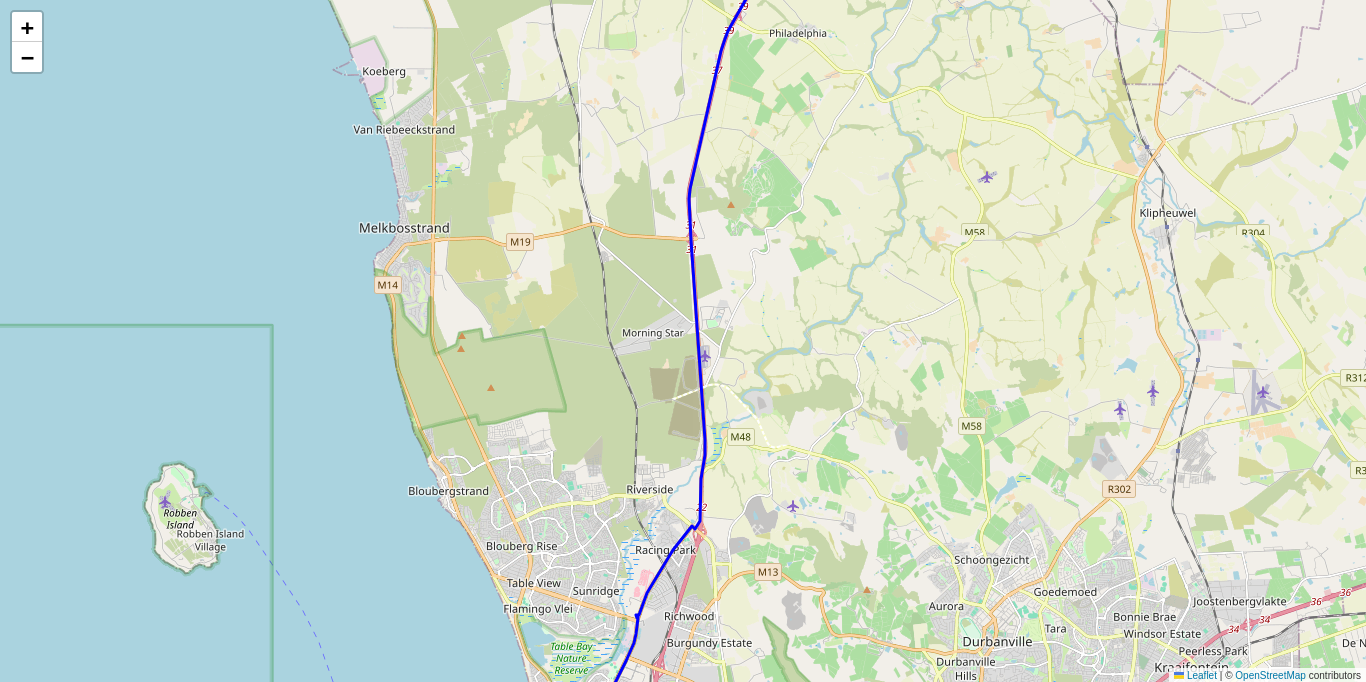 +
−
39
Philadelphia
39
Koeberg
37
Van Riebeeckstrand
Klipheuwel
Melkbosstrand
31
M58
R304
M19
31
M14
Morning Star
R312
M58
M48
Bloubergstrand
Riverside
R302
22
Robben
Island
Robben Island
Village
Blouberg Rise
Racing Park
Schoongezicht
M13
Table View
Sunridge
Goedemoed
Flamingo Vlei
Aurora
Joostenbergvlakte
36
36
Richwood
Bonnie Brae
34
34
Tara
Windsor Estate
Burgundy Estate
Durbanville
De N
Table Bay
Nature
Reserve
Peerless Park
Durbanville
Hills
Kraaifontein
Leaflet | © OpenStreetMap contributors